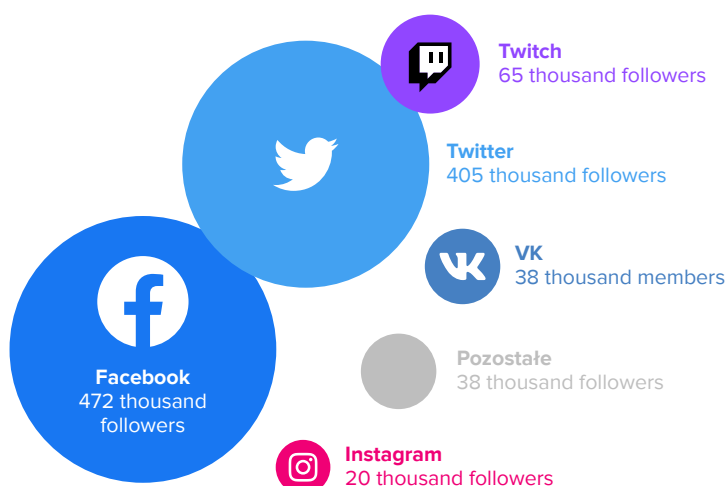 Twitch
65 thousand followers
Twitter
405 thousand followers
VK
38 thousand members
Pozostałe
38 thousand followers
Facebook
472 thousand
followers
Instagram
20 thousand followers